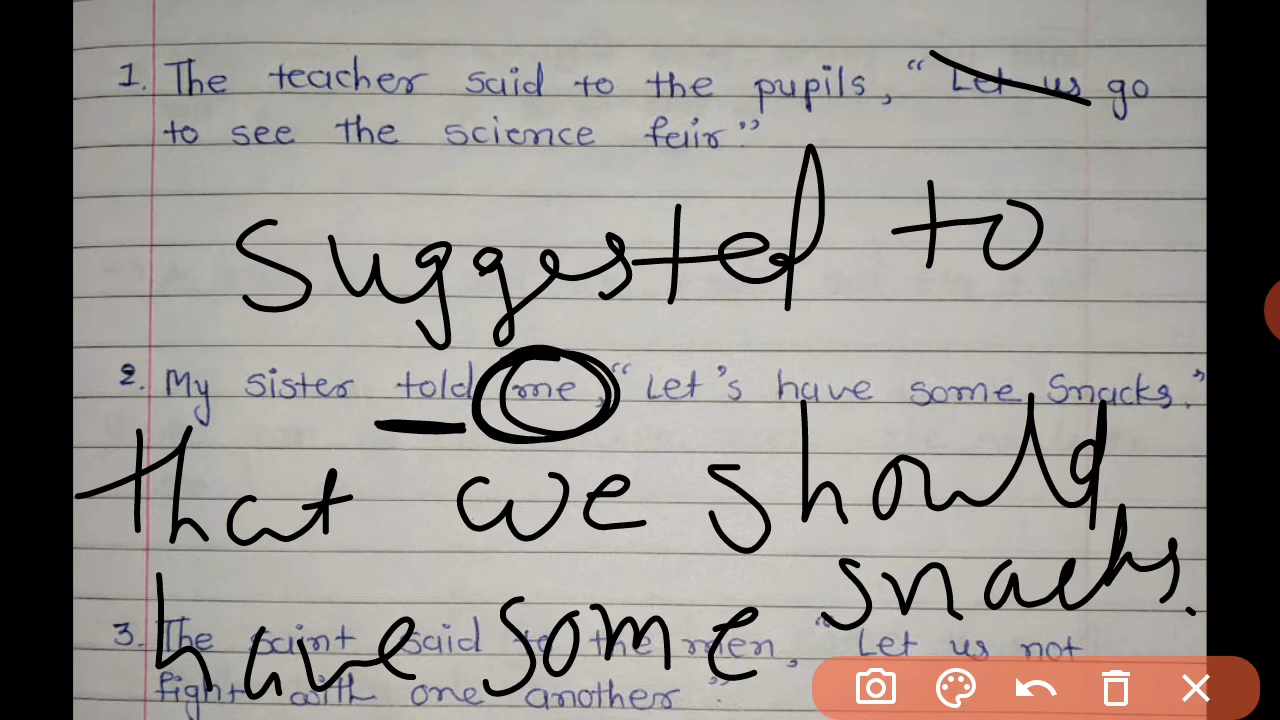 1. The teacher said to the pupils, " Let us go
to see the science feiir"
suggested to
2. My sister told me, "Let's have some Snacks."
that we should
have some snacks.
3. The saint said to the men, " Let us not
fight with one another "